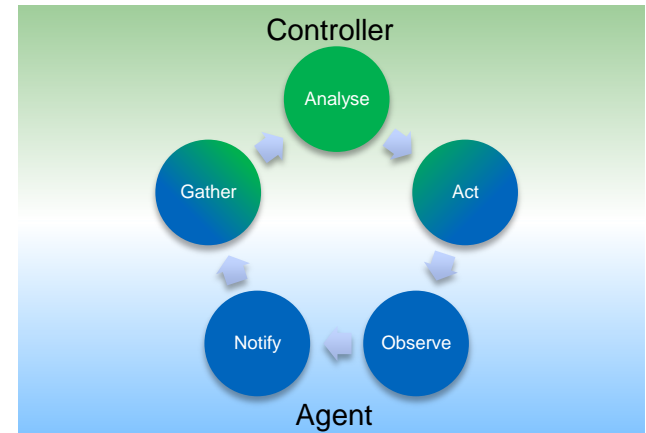 Controller
Analyse
Gather
Act
Notify
Observe
Agent